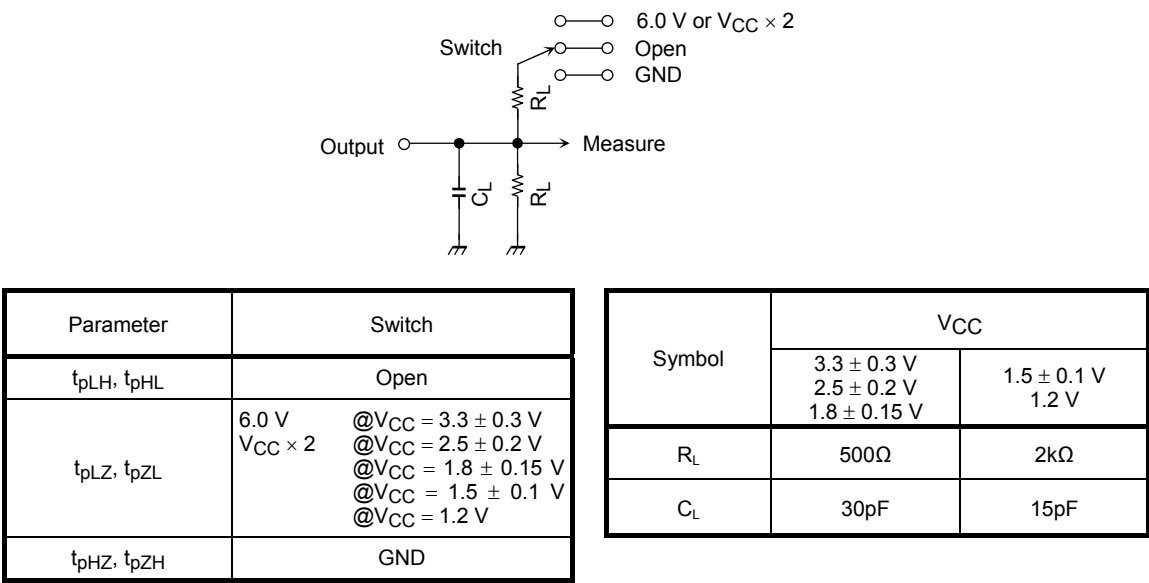 6.0 V or VCC × 2
Switch
Open
GND
RL
Output
Measure
CL
RL
Parameter
Switch
tpLH, tpHL
Open
tpLZ, tpZL
6.0 V @VCC = 3.3 ± 0.3 V
VCC × 2 @VCC = 2.5 ± 0.2 V
@VCC = 1.8 ± 0.15 V
@VCC = 1.5 ± 0.1 V
@VCC = 1.2 V
tpHZ, tpZH
GND
Symbol
VCC
3.3 ± 0.3 V
2.5 ± 0.2 V
1.8 ± 0.15 V
1.5 ± 0.1 V
1.2 V
RL
500Ω
2kΩ
CL
30pF
15pF